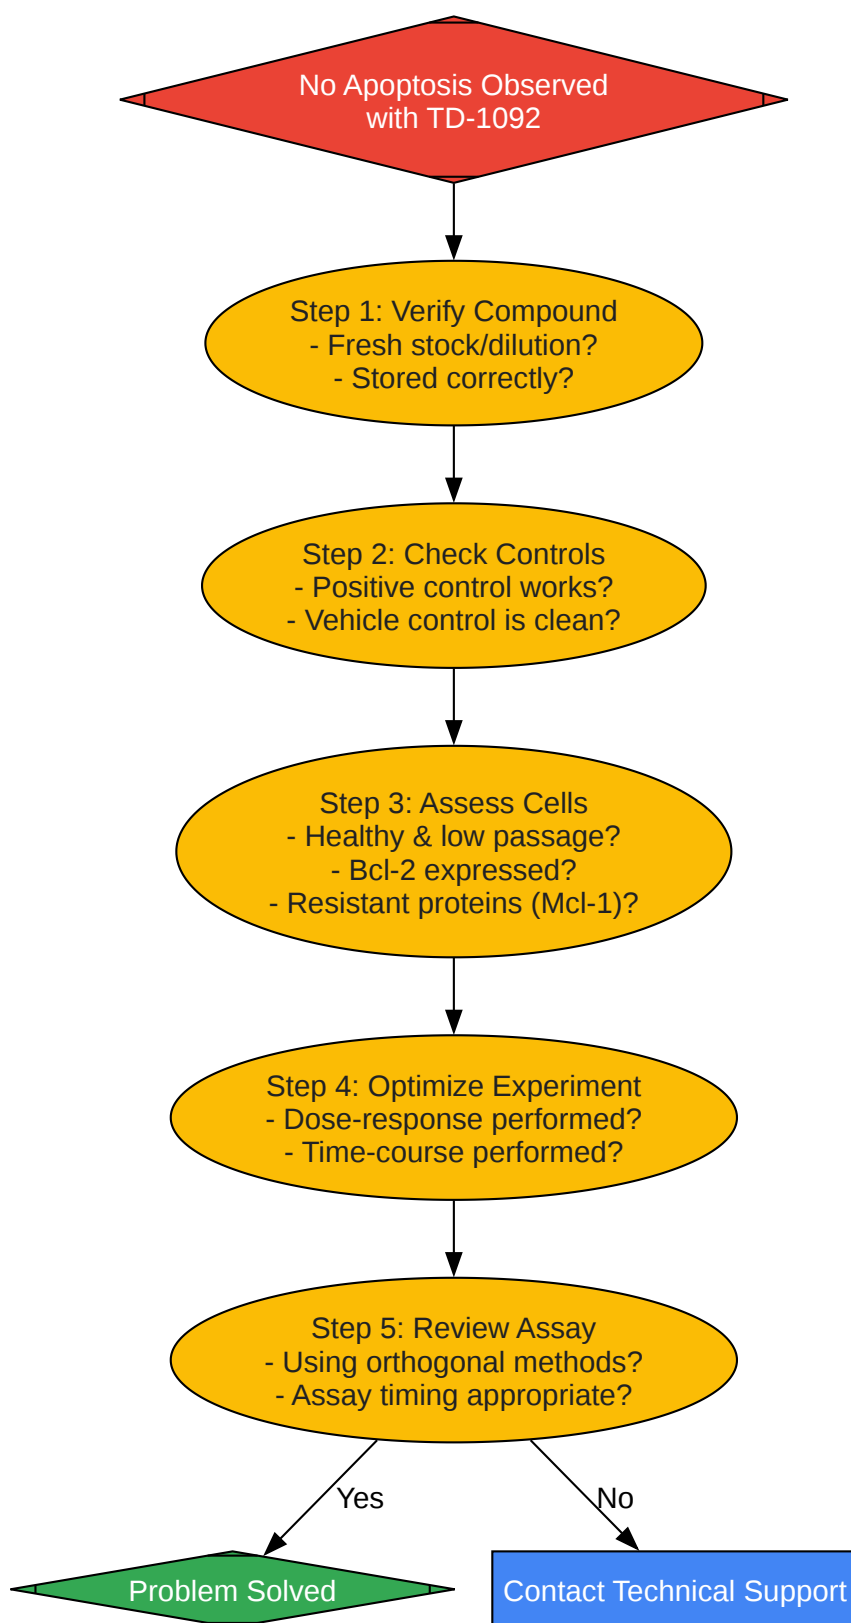 No Apoptosis Observed
with TD-1092
Step 1: Verify Compound
- Fresh stock/dilution?
- Stored correctly?
Step 2: Check Controls
- Positive control works?
- Vehicle control is clean?
Step 3: Assess Cells
- Healthy & low passage?
- Bcl-2 expressed?
- Resistant proteins (Mcl-1)?
Step 4: Optimize Experiment
- Dose-response performed?
- Time-course performed?
Step 5: Review Assay
- Using orthogonal methods?
- Assay timing appropriate?
Yes
No
Problem Solved
Contact Technical Support